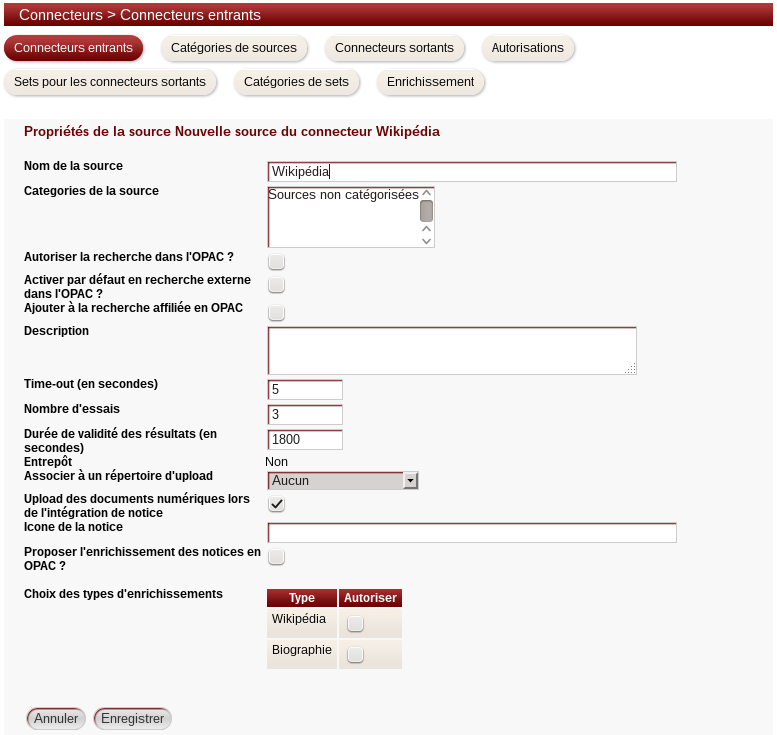 Connecteurs > Connecteurs entrants
Connecteurs entrants Catégories de sources Connecteurs sortants Autorisations
Sets pour les connecteurs sortants Catégories de sets Enrichissement
Propriétés de la source Nouvelle source du connecteur Wikipédia
Nom de la source Wikipédia
Categories de la source Sources non catégorisées
Autoriser la recherche dans l'OPAC ?
Activer par défaut en recherche externe
dans l'OPAC ?
Ajouter à la recherche affiliée en OPAC
Description
Time-out (en secondes) 5
Nombre d'essais 3
Durée de validité des résultats (en
secondes) 1800
Entrepôt Non
Associer à un répertoire d'upload Aucun
Upload des documents numériques lors
de l'intégration de notice
Icone de la notice
Proposer l'enrichissement des notices en
OPAC ?
Choix des types d'enrichissements Type Autoriser
Wikipédia
Biographie
Annuler Enregistrer